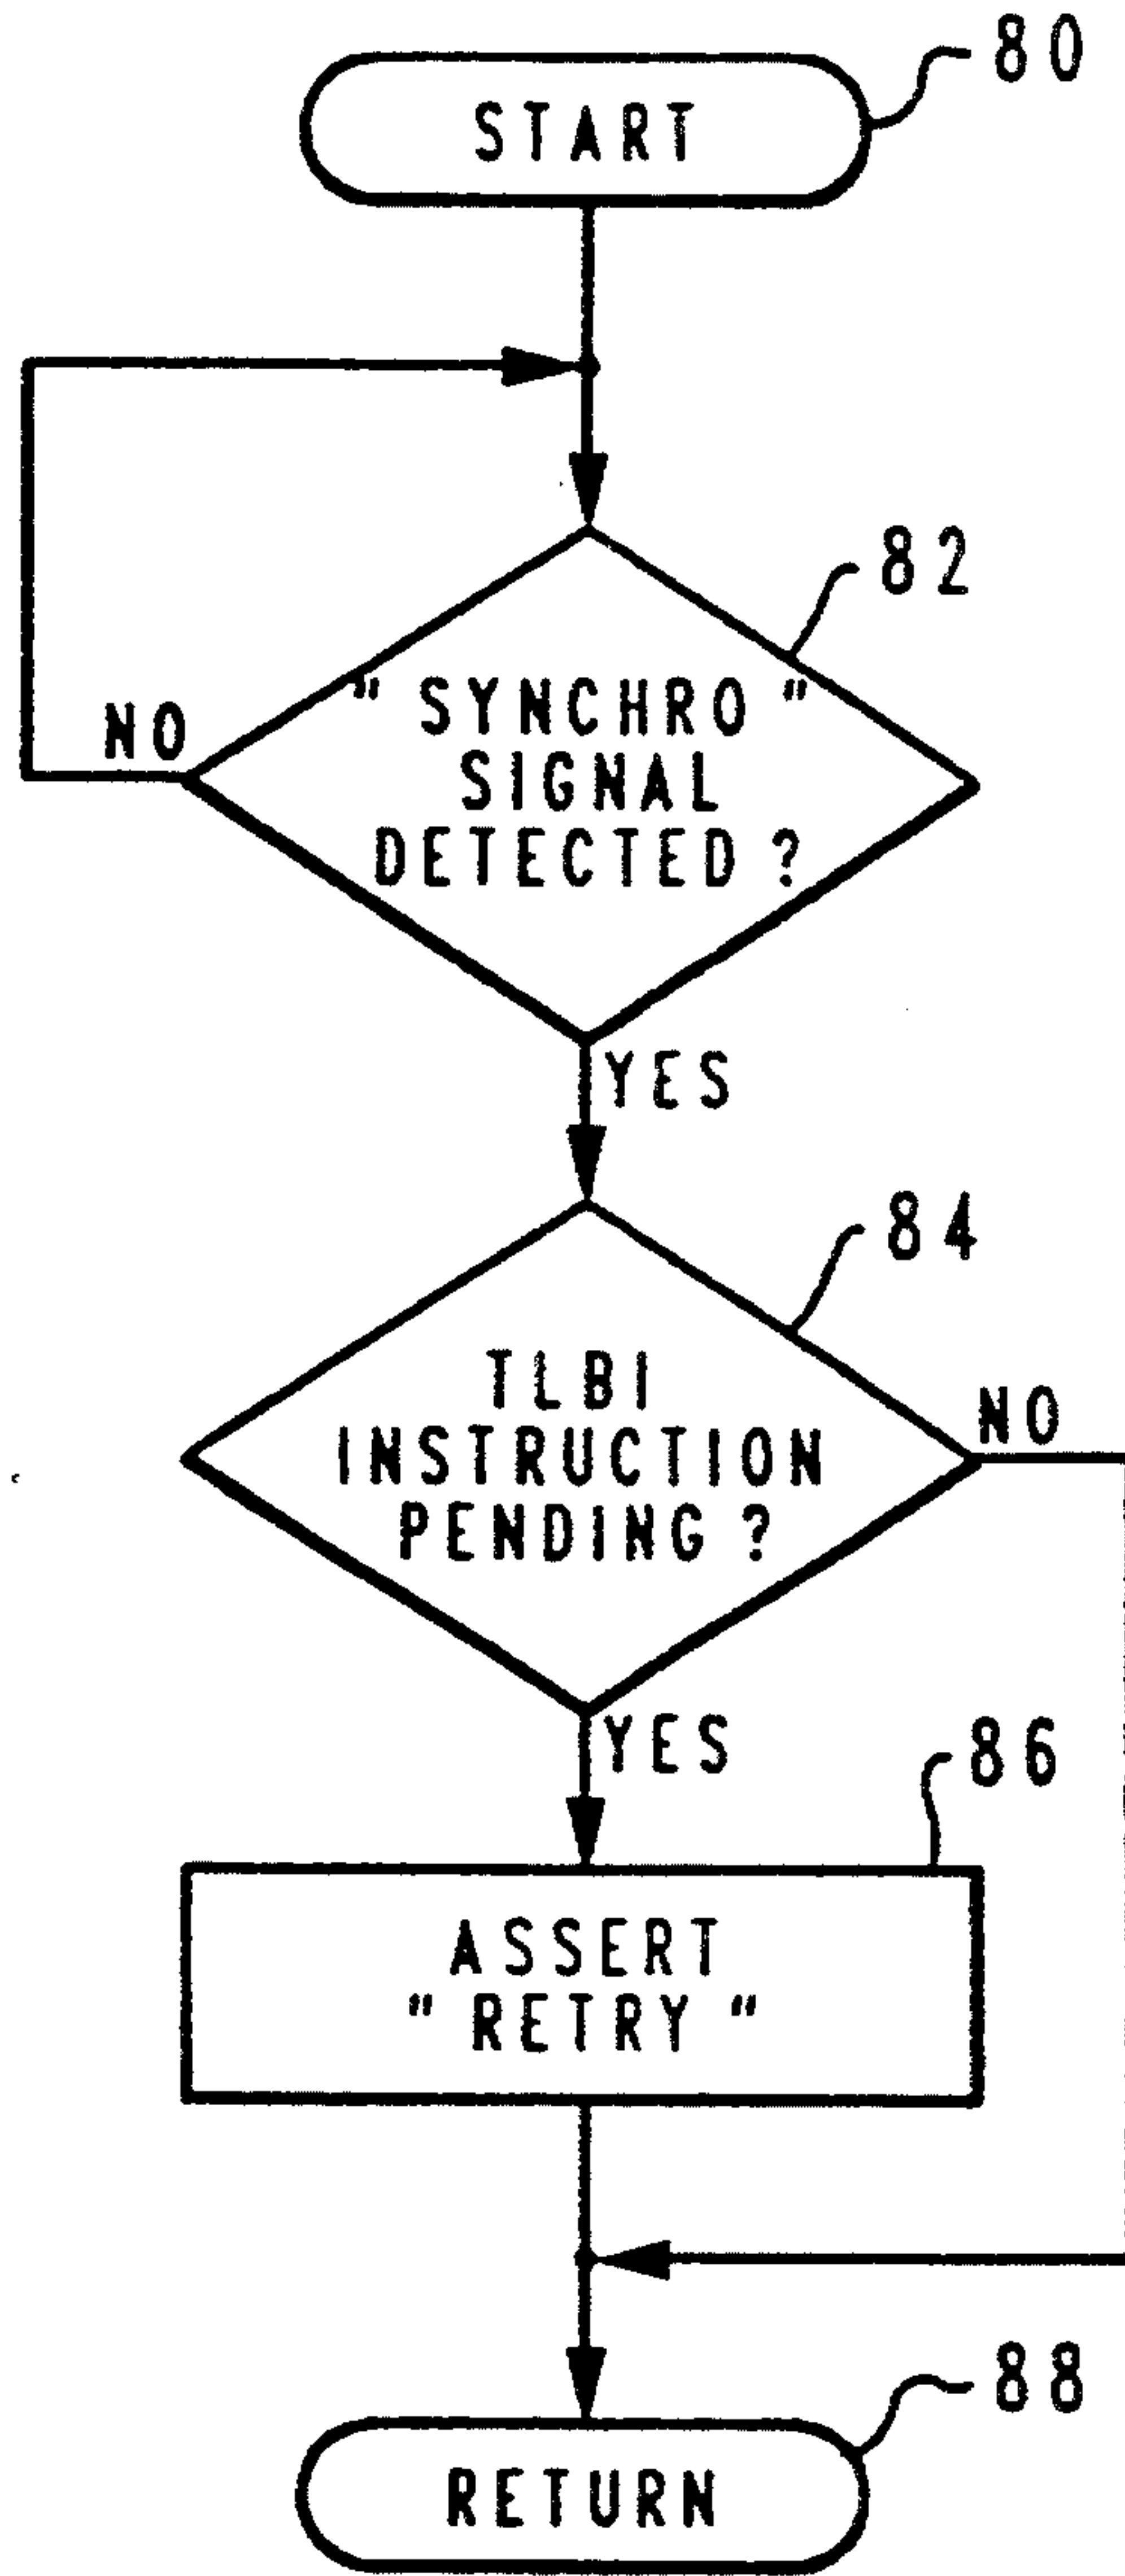 80
START
82
" SYNCHRO "
SIGNAL
DETECTED ?
NO
YES
84
TLBI
INSTRUCTION
PENDING ?
NO
YES
86
ASSERT
" RETRY "
88
RETURN